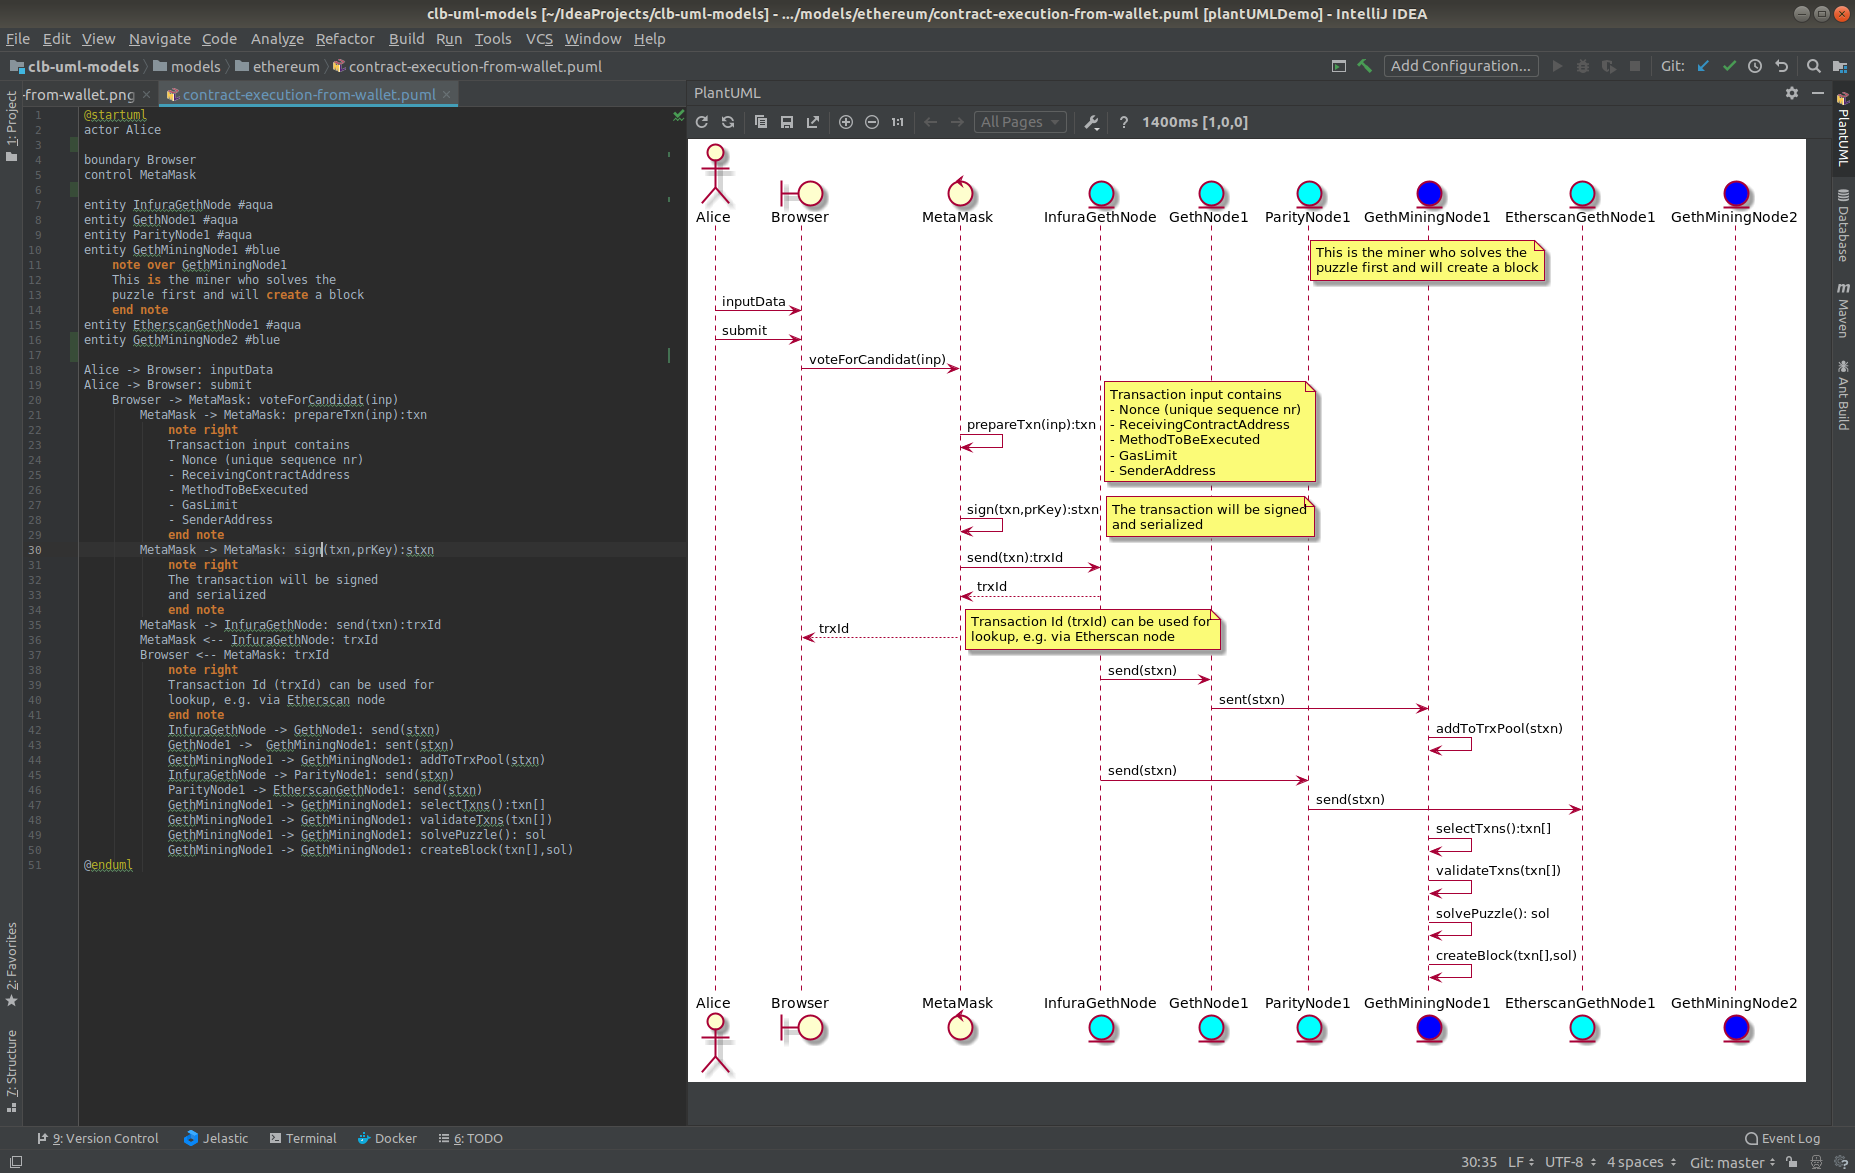 clb-uml-models [~/IdeaProjects/clb-uml-models] - .../models/ethereum/contract-execution-from-wallet.puml [plantUMLDemo] - IntelliJ IDEA
File Edit View Navigate Code Analyze Refactor Build Run Tools VCS Window Help
clb-uml-models models ethereum contract-execution-from-wallet.puml
Add Configuration... Git:
-from-wallet.png contract-execution-from-wallet.puml
1: Project
2: Favorites
7: Structure
1 @startuml
2 actor Alice
3
4 boundary Browser
5 control MetaMask
6
7 entity InfuraGethNode #aqua
8 entity GethNode1 #aqua
9 entity ParityNode1 #aqua
10 entity GethMiningNode1 #blue
11 note over GethMiningNode1
12 This is the miner who solves the
13 puzzle first and will create a block
14 end note
15 entity EtherscanGethNode1 #aqua
16 entity GethMiningNode2 #blue
17
18 Alice -> Browser: inputData
19 Alice -> Browser: submit
20 Browser -> MetaMask: voteForCandidat(inp)
21 MetaMask -> MetaMask: prepareTxn(inp):txn
22 note right
23 Transaction input contains
24 - Nonce (unique sequence nr)
25 - ReceivingContractAddress
26 - MethodToBeExecuted
27 - GasLimit
28 - SenderAddress
29 end note
30 MetaMask -> MetaMask: sign(txn,prKey):stxn
31 note right
32 The transaction will be signed
33 and serialized
34 end note
35 MetaMask -> InfuraGethNode: send(txn):trxId
36 MetaMask <-- InfuraGethNode: trxId
37 Browser <-- MetaMask: trxId
38 note right
39 Transaction Id (trxId) can be used for
40 lookup, e.g. via Etherscan node
41 end note
42 InfuraGethNode -> GethNode1: send(stxn)
43 GethNode1 ->  GethMiningNode1: sent(stxn)
44 GethMiningNode1 -> GethMiningNode1: addToTrxPool(stxn)
45 InfuraGethNode -> ParityNode1: send(stxn)
46 ParityNode1 -> EtherscanGethNode1: send(stxn)
47 GethMiningNode1 -> GethMiningNode1: selectTxns():txn[]
48 GethMiningNode1 -> GethMiningNode1: validateTxns(txn[])
49 GethMiningNode1 -> GethMiningNode1: solvePuzzle(): sol
50 GethMiningNode1 -> GethMiningNode1: createBlock(txn[],sol)
51 @enduml
PlantUML
1:1 All Pages ? 1400ms [1,0,0]
Alice Browser MetaMask InfuraGethNode GethNode1 ParityNode1 GethMiningNode1 EtherscanGethNode1 GethMiningNode2
This is the miner who solves the
puzzle first and will create a block
inputData
submit
voteForCandidat(inp)
Transaction input contains
- Nonce (unique sequence nr)
- ReceivingContractAddress
- MethodToBeExecuted
- GasLimit
- SenderAddress
prepareTxn(inp):txn
sign(txn,prKey):stxn
The transaction will be signed
and serialized
send(txn):trxId
trxId
trxId
Transaction Id (trxId) can be used for
lookup, e.g. via Etherscan node
send(stxn)
sent(stxn)
addToTrxPool(stxn)
send(stxn)
send(stxn)
selectTxns():txn[]
validateTxns(txn[])
solvePuzzle(): sol
createBlock(txn[],sol)
Alice Browser MetaMask InfuraGethNode GethNode1 ParityNode1 GethMiningNode1 EtherscanGethNode1 GethMiningNode2
PlantUML
Database
m Maven
Ant Build
9: Version Control Jelastic Terminal Docker 6: TODO Event Log
30:35 LF UTF-8 4 spaces Git: master